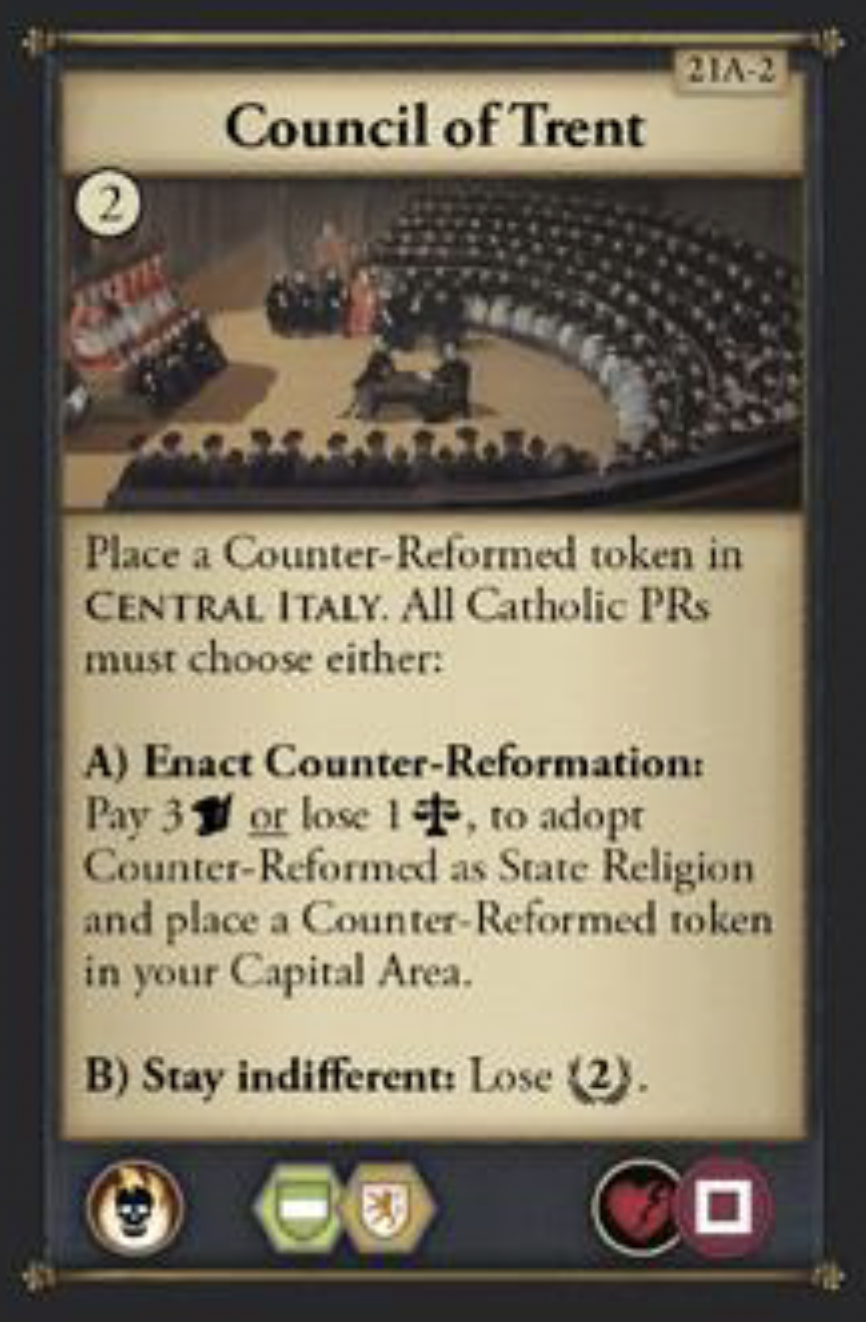 21A-2
Council of Trent
2
Place a Counter-Reformed token in
CENTRAL ITALY. All Catholic PRs
must choose either:
A) Enact Counter-Reformation:
Pay 3 or lose 1 , to adopt
Counter-Reformed as State Religion
and place a Counter-Reformed token
in your Capital Area.
B) Stay indifferent: Lose 2.